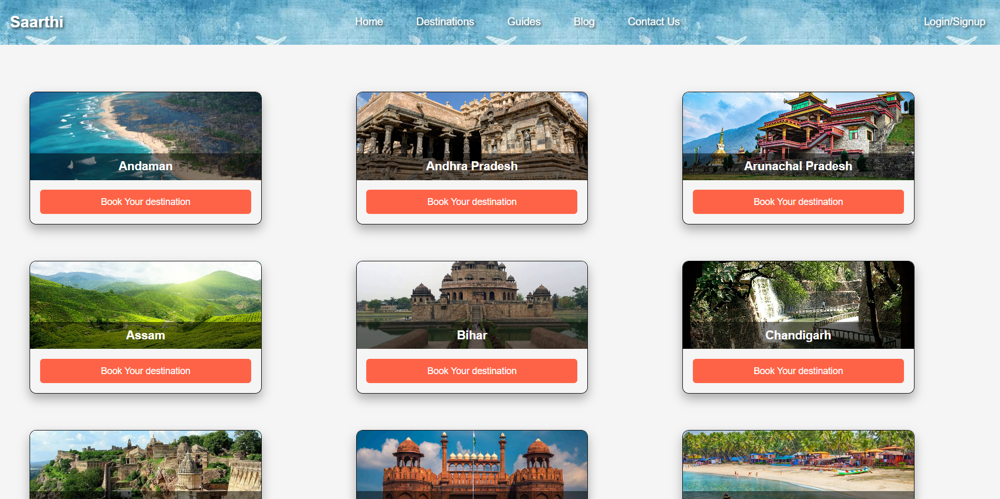 Saarthi
Home Destinations Guides Blog Contact Us
Login/Signup
Andaman
Andhra Pradesh
Arunachal Pradesh
Book Your destination
Book Your destination
Book Your destination
Assam
Bihar
Chandigarh
Book Your destination
Book Your destination
Book Your destination